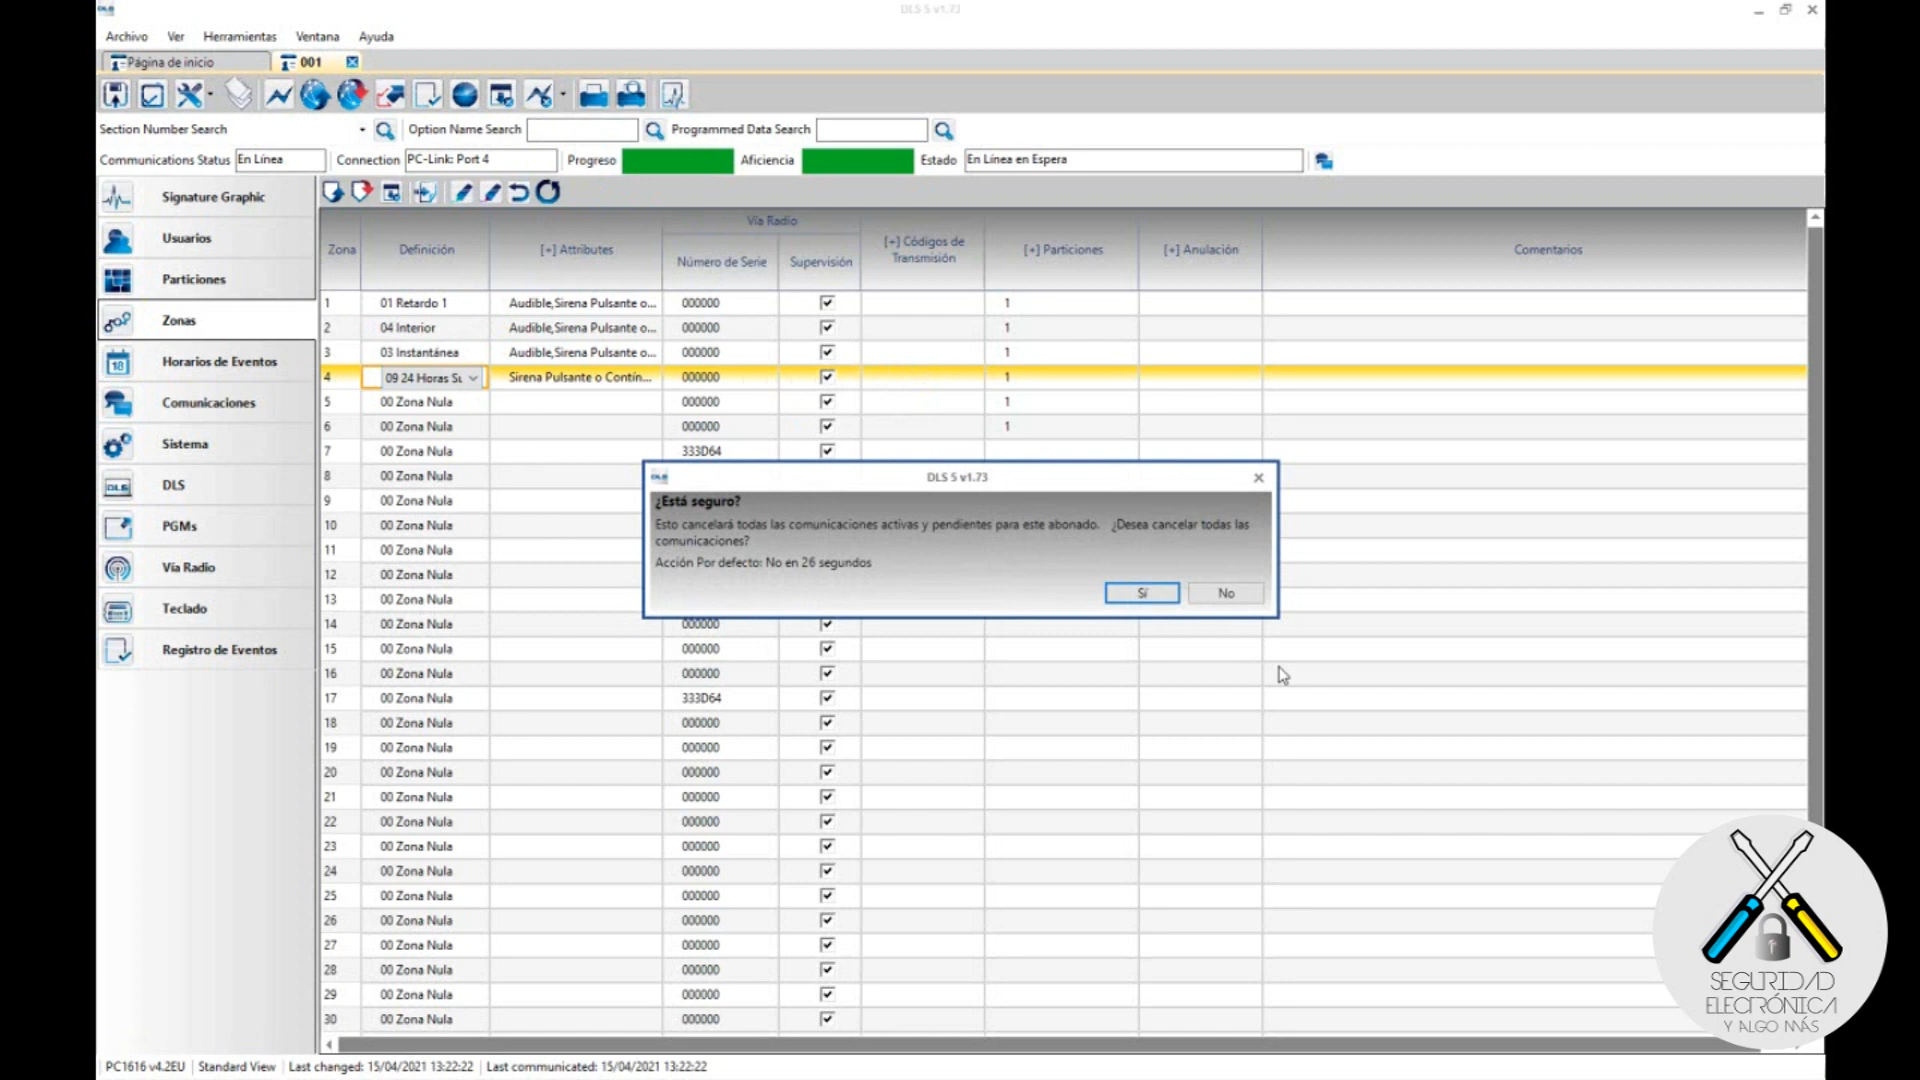 DLS 5 v1.73
Archivo Ver Herramientas Ventana Ayuda
Página de inicio 001
Section Number Search Option Name Search Programmed Data Search
Communications Status En Línea Connection PC-Link: Port 4 Progreso Aficiencia Estado En Línea en Espera
Signature Graphic
Usuarios
Particiones
Zonas
Horarios de Eventos
Comunicaciones
Sistema
DLS
PGMs
Vía Radio
Teclado
Registro de Eventos
Vía Radio
Zona Definición [+] Attributes Número de Serie Supervisión [+] Códigos de Transmisión [+] Particiones [+] Anulación Comentarios
1 01 Retardo 1 Audible,Sirena Pulsante o... 000000 1
2 04 Interior Audible,Sirena Pulsante o... 000000 1
3 03 Instantánea Audible,Sirena Pulsante o... 000000 1
4 09 24 Horas Su Sirena Pulsante o Contín... 000000 1
5 00 Zona Nula 000000 1
6 00 Zona Nula 000000 1
7 00 Zona Nula 333D64
8 00 Zona Nula
9 00 Zona Nula
10 00 Zona Nula
11 00 Zona Nula
12 00 Zona Nula
13 00 Zona Nula
14 00 Zona Nula 000000
15 00 Zona Nula 000000
16 00 Zona Nula 000000
17 00 Zona Nula 333D64
18 00 Zona Nula 000000
19 00 Zona Nula 000000
20 00 Zona Nula 000000
21 00 Zona Nula 000000
22 00 Zona Nula 000000
23 00 Zona Nula 000000
24 00 Zona Nula 000000
25 00 Zona Nula 000000
26 00 Zona Nula 000000
27 00 Zona Nula 000000
28 00 Zona Nula 000000
29 00 Zona Nula 000000
30 00 Zona Nula 000000
DLS 5 v1.73
¿Está seguro?
Esto cancelará todas las comunicaciones activas y pendientes para este abonado. ¿Desea cancelar todas las
comunicaciones?
Acción Por defecto: No en 26 segundos
Sí No
SEGURIDAD
ELECTRÓNICA
Y ALGO MÁS
PC1616 v4.2EU Standard View Last changed: 15/04/2021 13:22:22 Last communicated: 15/04/2021 13:22:22